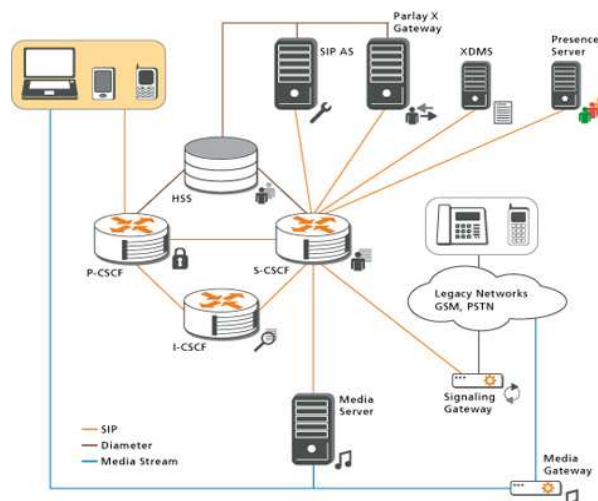 Parlay X
Gateway
SIP AS
XDMS
Presence
Server
HSS
P-CSCF
S-CSCF
I-CSCF
Legacy Networks
GSM, PSTN
Media
Server
Signaling
Gateway
SIP
Diameter
Media Stream
Media
Gateway